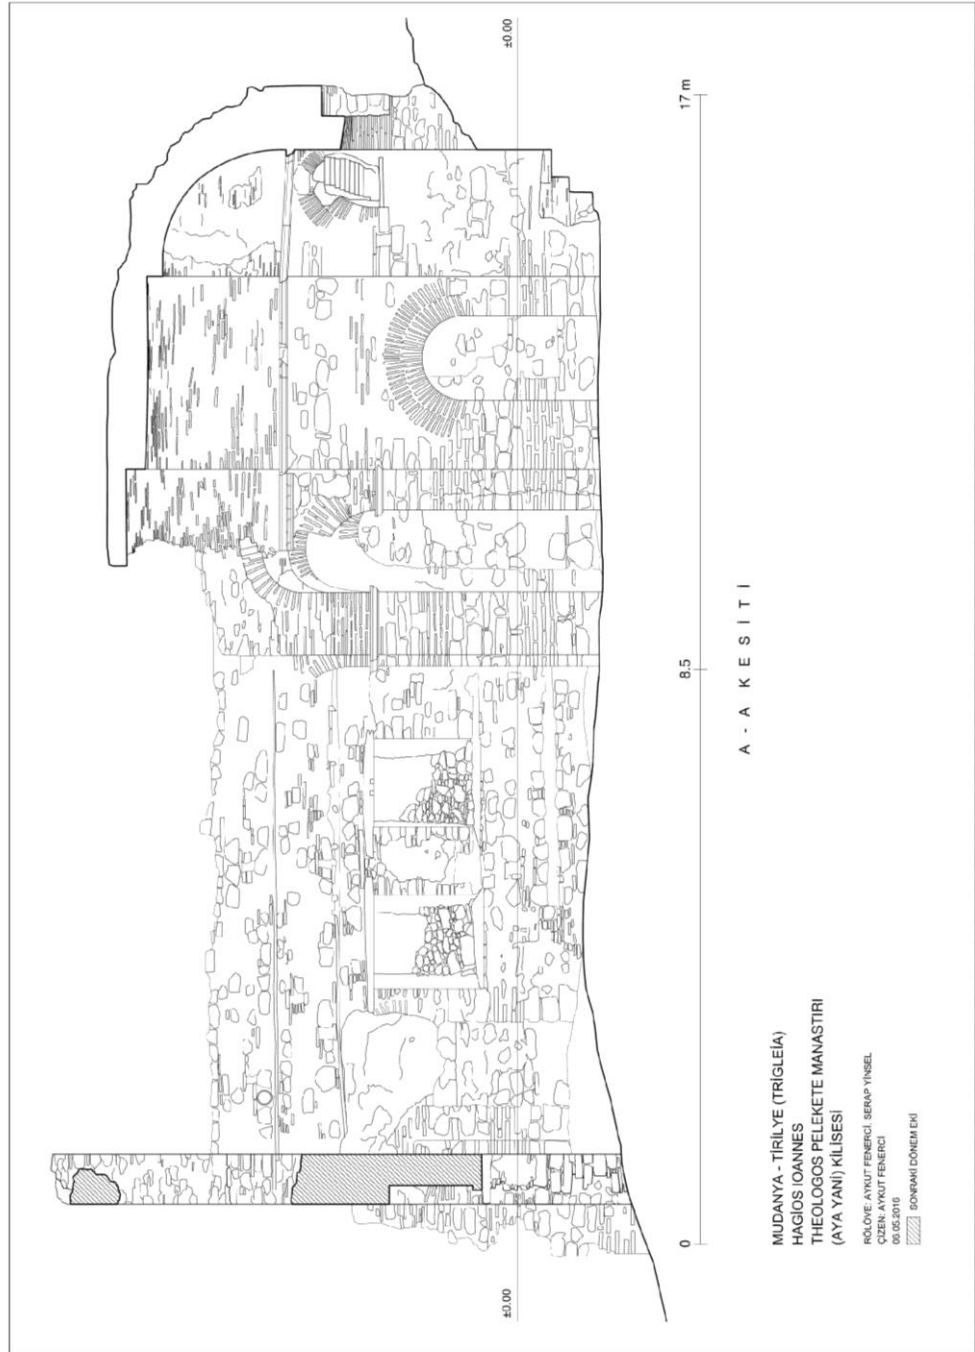 ±0.00
±0.00
0
8.5
17 m
A - A K E S İ T İ
MUDANYA - TİRİLYE (TRİGLEİA)
HAGİOS IOANNES
THEOLOGOS PELEKETE MANASTIRI
(AYA YANİ) KİLİSESİ
RÖLÖVE: AYKUT FENERCİ, SERAP YİNSEL
ÇİZEN: AYKUT FENERCİ
06.05.2016
SONRAKİ DÖNEM EKİ